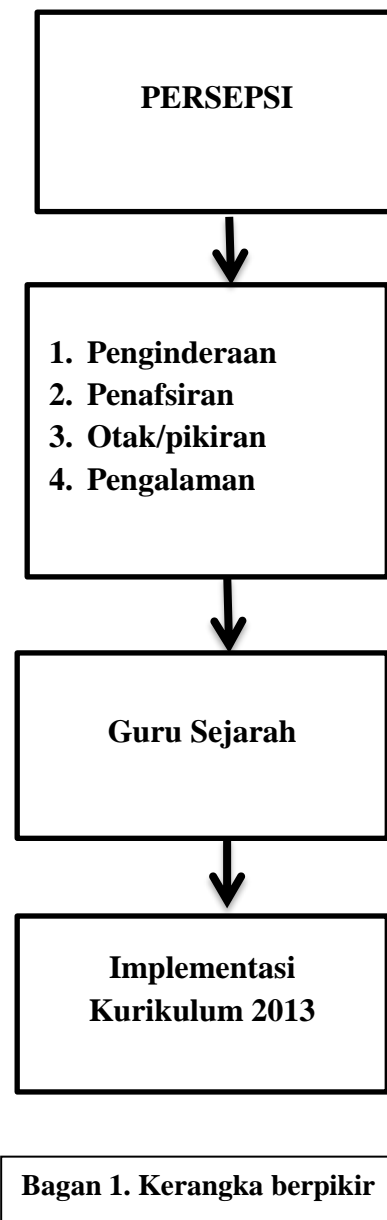 PERSEPSI
1. Penginderaan
2. Penafsiran
3. Otak/pikiran
4. Pengalaman
Guru Sejarah
Implementasi
Kurikulum 2013
Bagan 1. Kerangka berpikir